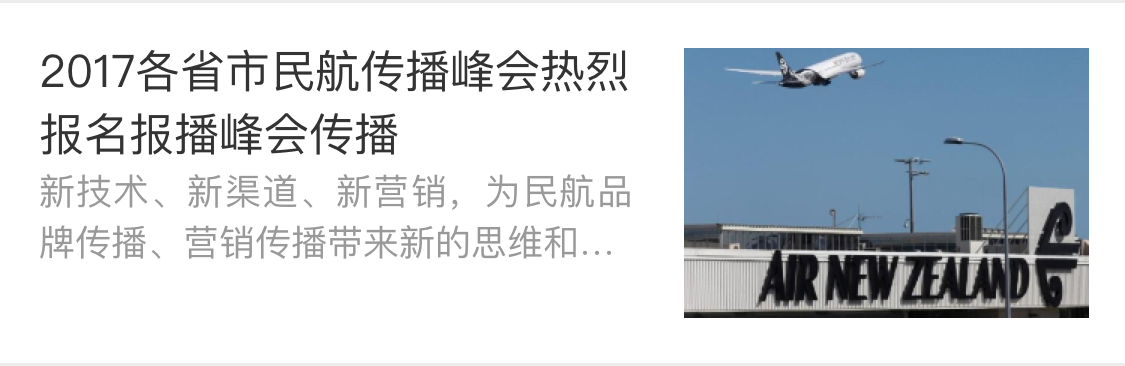 2017各省市民航传播峰会热烈
报名报播峰会传播
新技术、新渠道、新营销，为民航品
牌传播、营销传播带来新的思维和...
AIR NEW ZEALAND